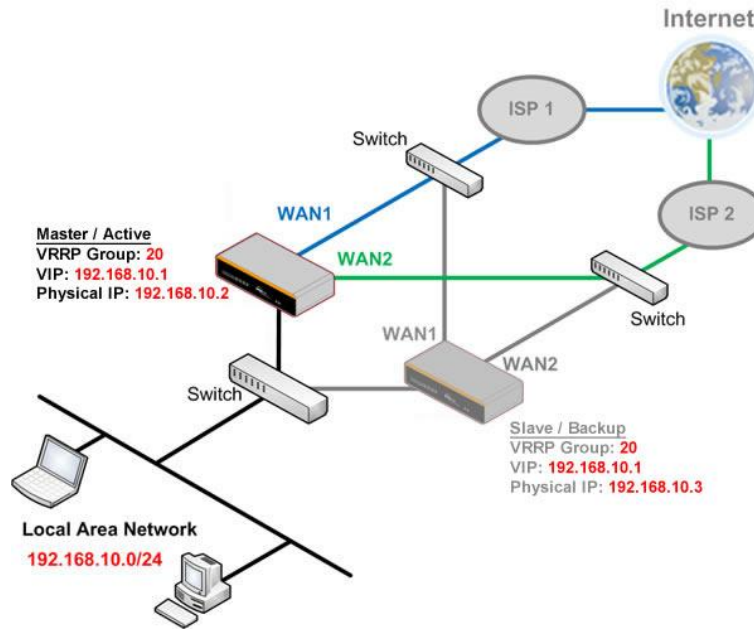 Internet
ISP 1
Switch
WAN1
Master / Active
VRRP Group: 20
VIP: 192.168.10.1
Physical IP: 192.168.10.2
WAN2
ISP 2
Switch
WAN1
WAN2
Switch
Slave / Backup
VRRP Group: 20
VIP: 192.168.10.1
Physical IP: 192.168.10.3
Local Area Network
192.168.10.0/24